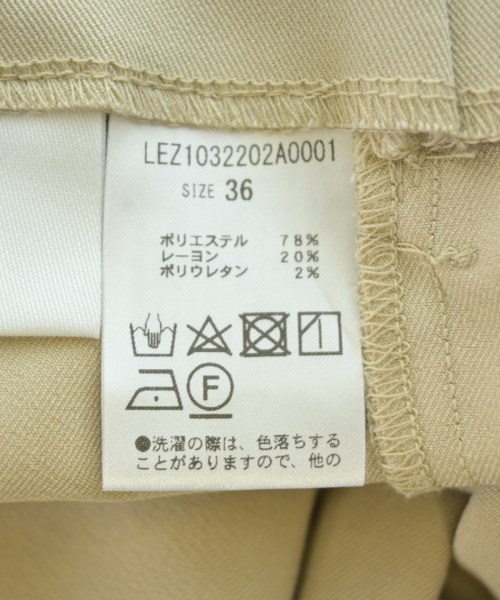 LEZ1032202A0001
SIZE 36
ポリエステル 78%
レーヨン 20%
ポリウレタン 2%
F
●洗濯の際は、色落ちする
ことがありますので、他の